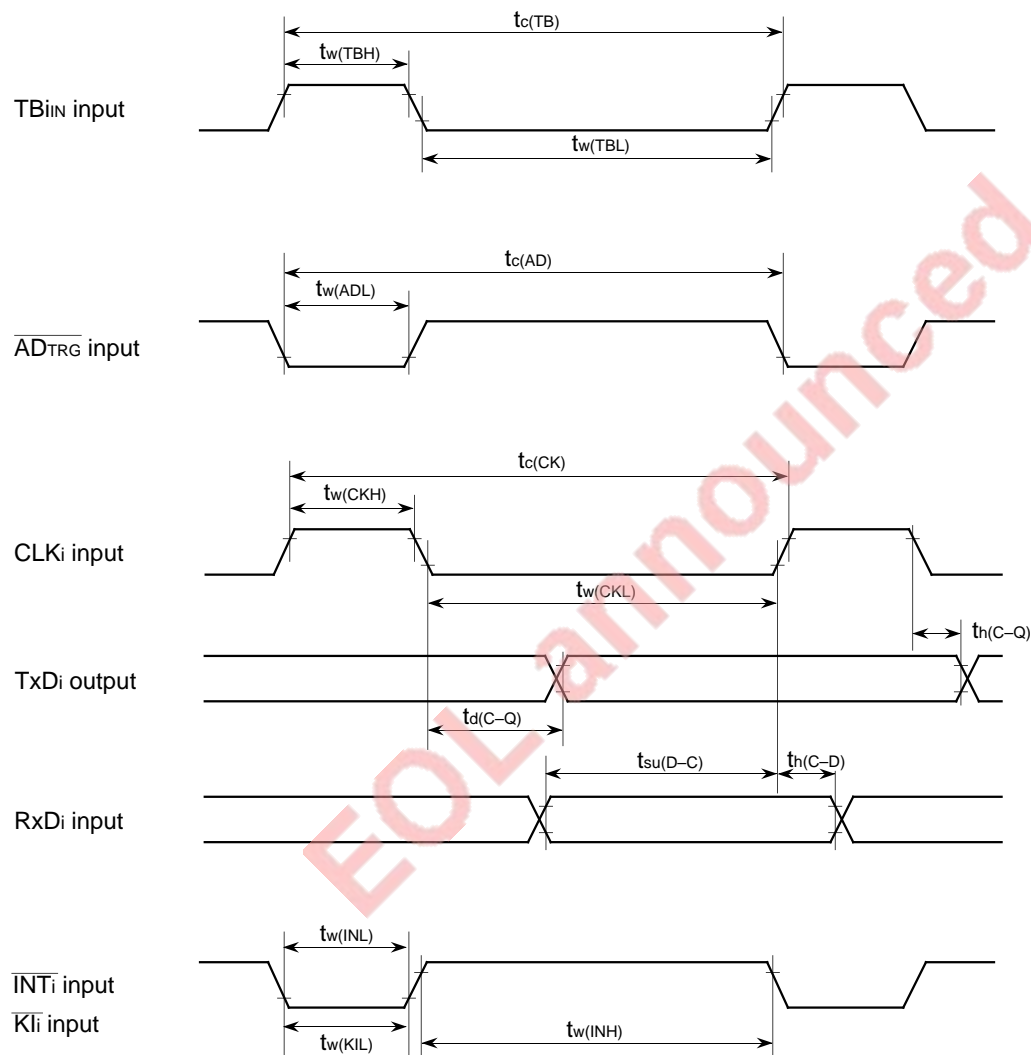 tc(TB)
tw(TBH)
TBiIN input
tw(TBL)
tc(AD)
tw(ADL)
ADTRG input
tc(CK)
tw(CKH)
CLKi input
tw(CKL)
th(C–Q)
TxDi output
td(C–Q)
tsu(D–C)
th(C–D)
RxDi input
tw(INL)
INTi input
KIi input
tw(KIL)
tw(INH)
EOL announced